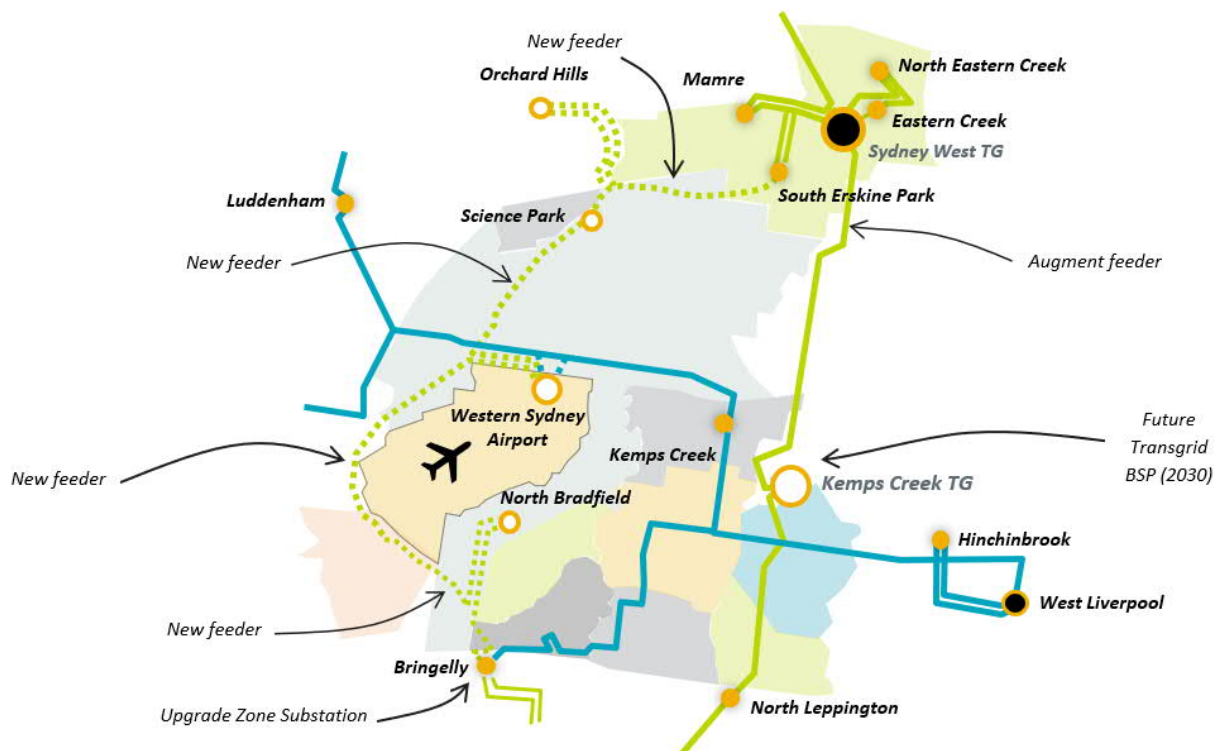 New feeder
Orchard Hills
Mamre
North Eastern Creek
Eastern Creek
Sydney West TG
Luddenham
Science Park
South Erskine Park
New feeder
Augment feeder
Western Sydney
Airport
Kemps Creek
Future
Transgrid
BSP (2030)
New feeder
Kemps Creek TG
North Bradfield
Hinchinbrook
West Liverpool
New feeder
Bringelly
North Leppington
Upgrade Zone Substation